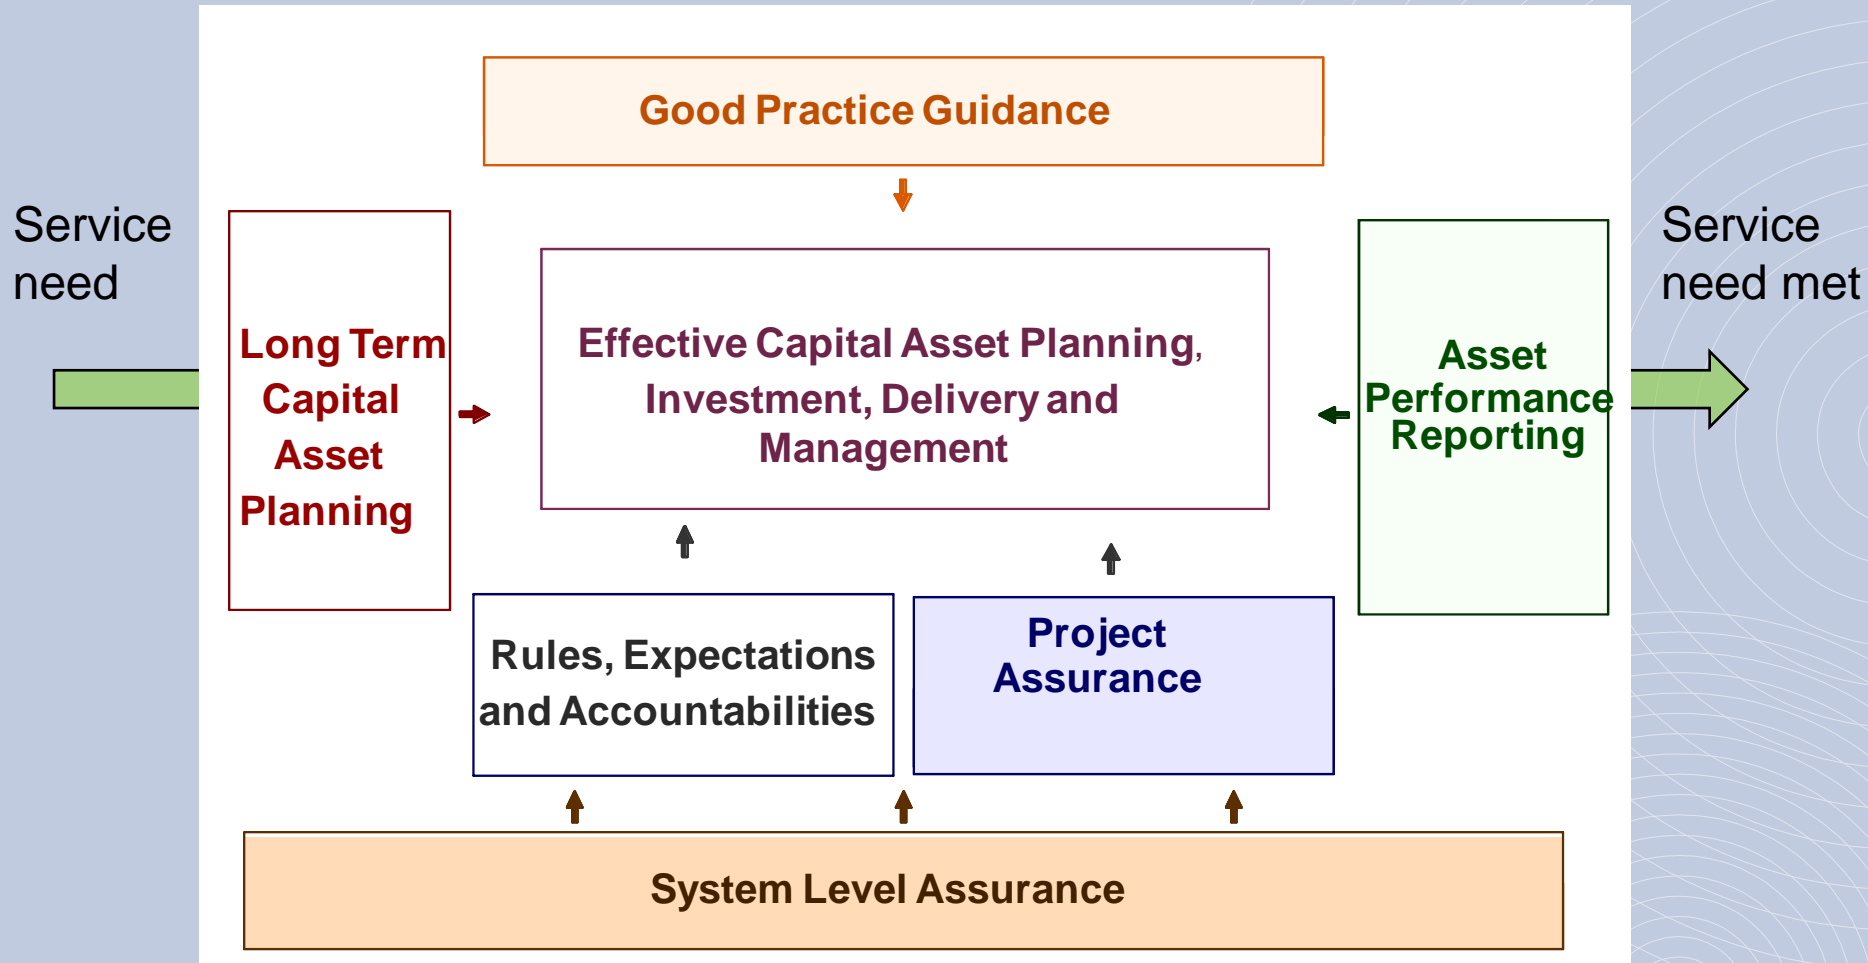 Good Practice Guidance
Service
need
Long Term
Capital
Asset
Planning
Effective Capital Asset Planning,
Investment, Delivery and
Management
Asset
Performance
Reporting
Service
need met
Rules, Expectations
and Accountabilities
Project
Assurance
System Level Assurance